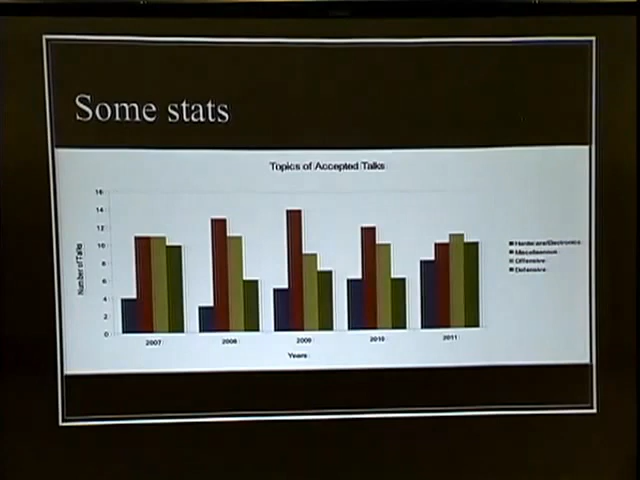 Some stats
Topics of Accepted Talks
Number of Talks
16
14
12
10
8
6
4
2
0
2007
2008
2009
2010
2011
Years
Hardware/Electronics
Miscellaneous
Offensive
Defensive